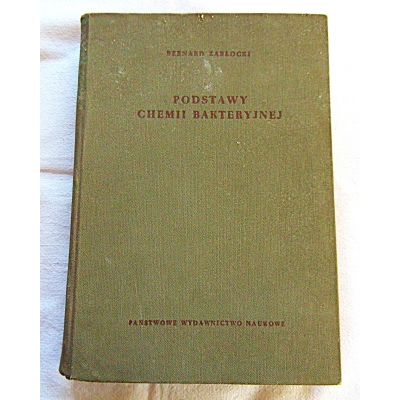 BERNARD ZABŁOCKI
PODSTAWY
CHEMII BAKTERYJNEJ
PAŃSTWOWE WYDAWNICTWO NAUKOWE